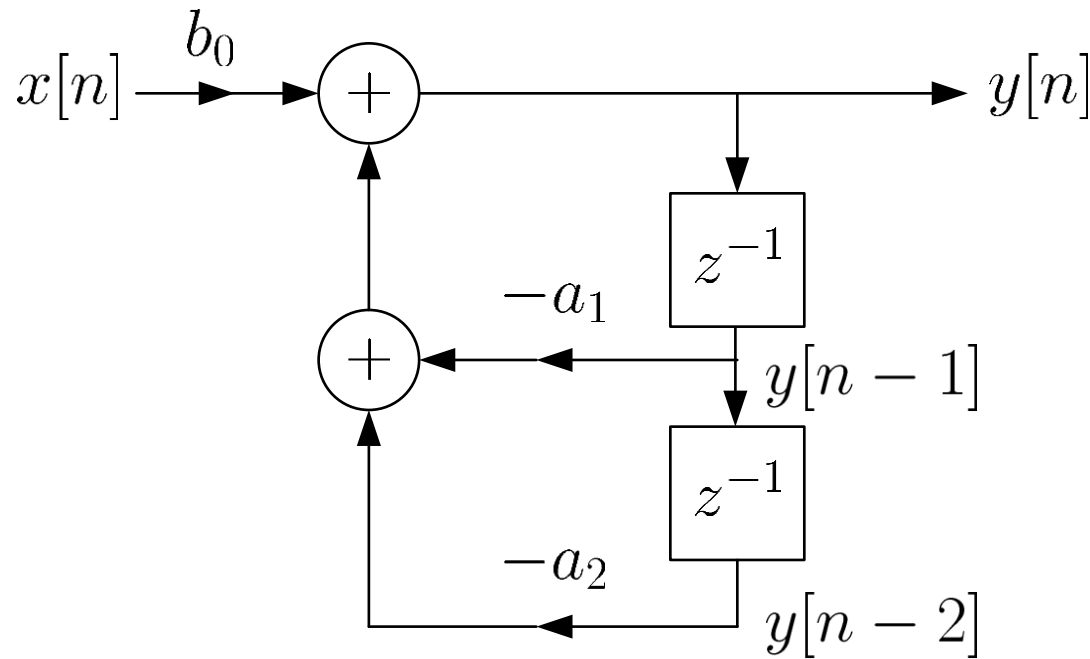 b₀
x[n] + y[n]
z⁻¹
−a₁
+
y[n − 1]
z⁻¹
−a₂
y[n − 2]